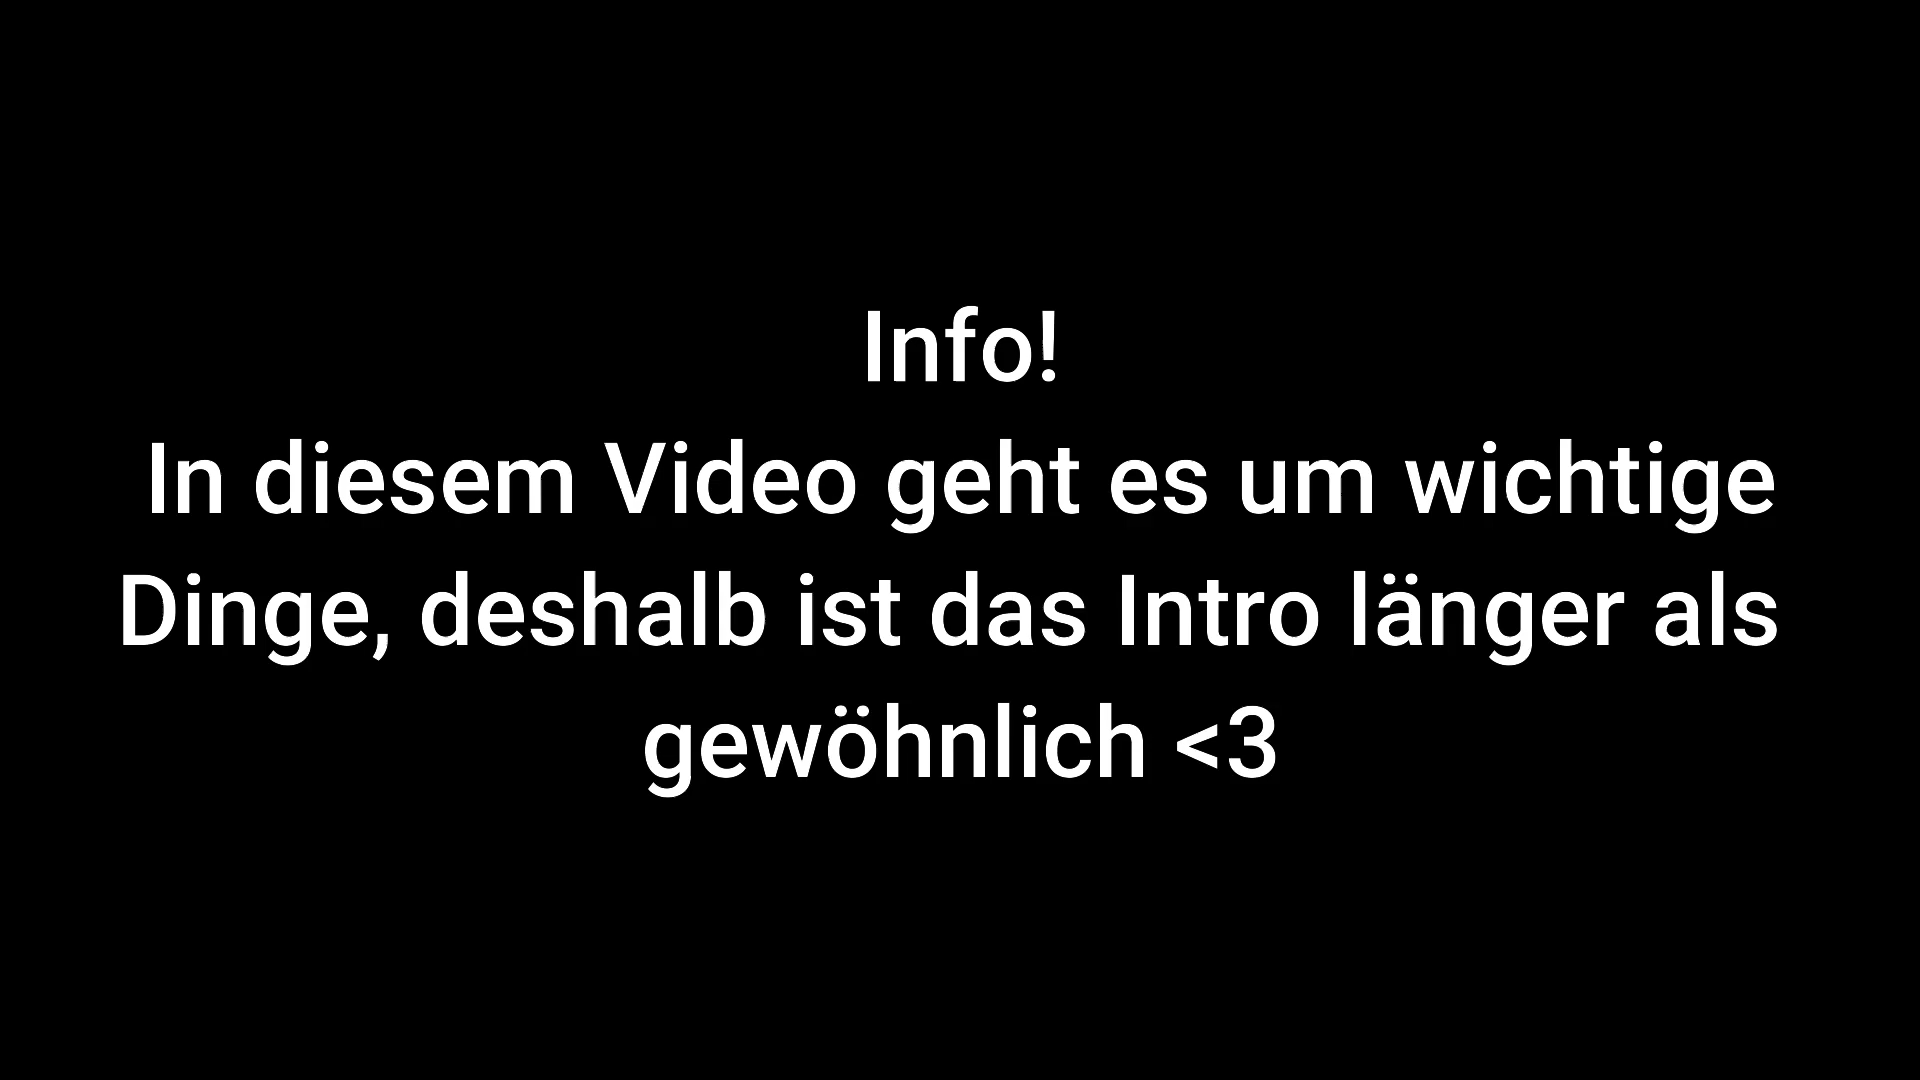 Info!
In diesem Video geht es um wichtige
Dinge, deshalb ist das Intro länger als
gewöhnlich <3